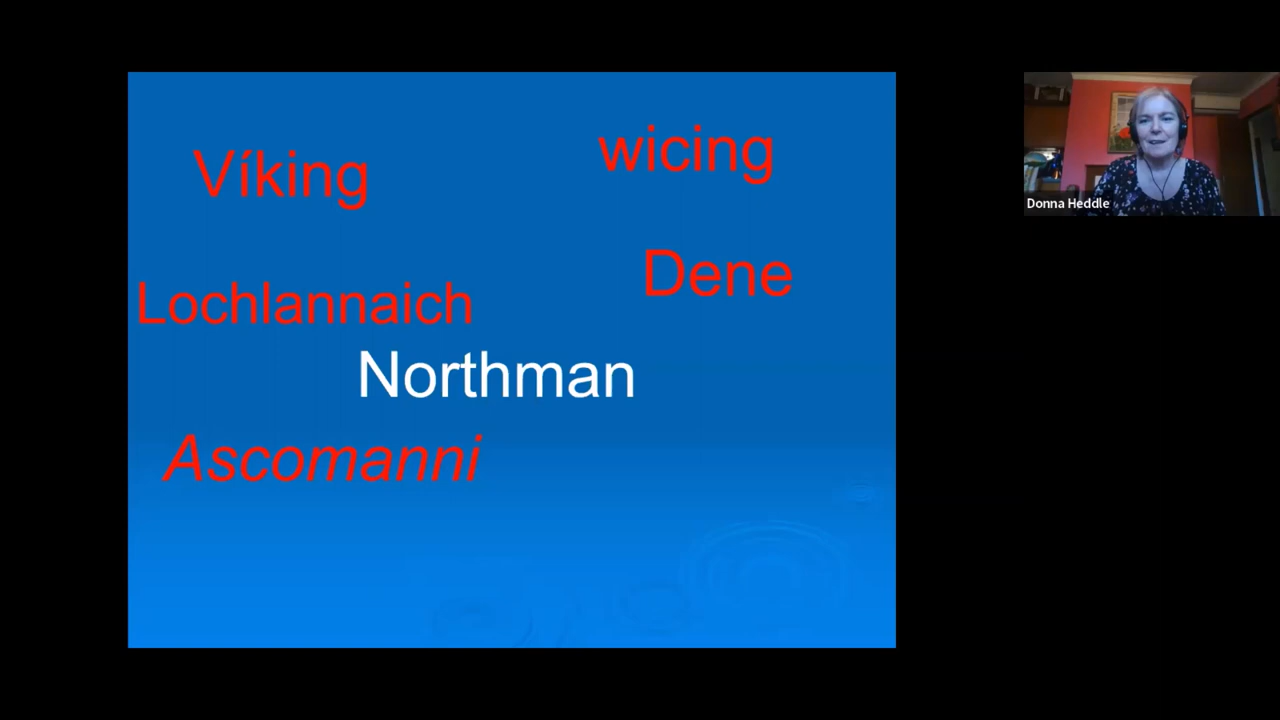 Víking
wicing
Dene
Lochlannaich
Northman
Ascomanni
Donna Heddle